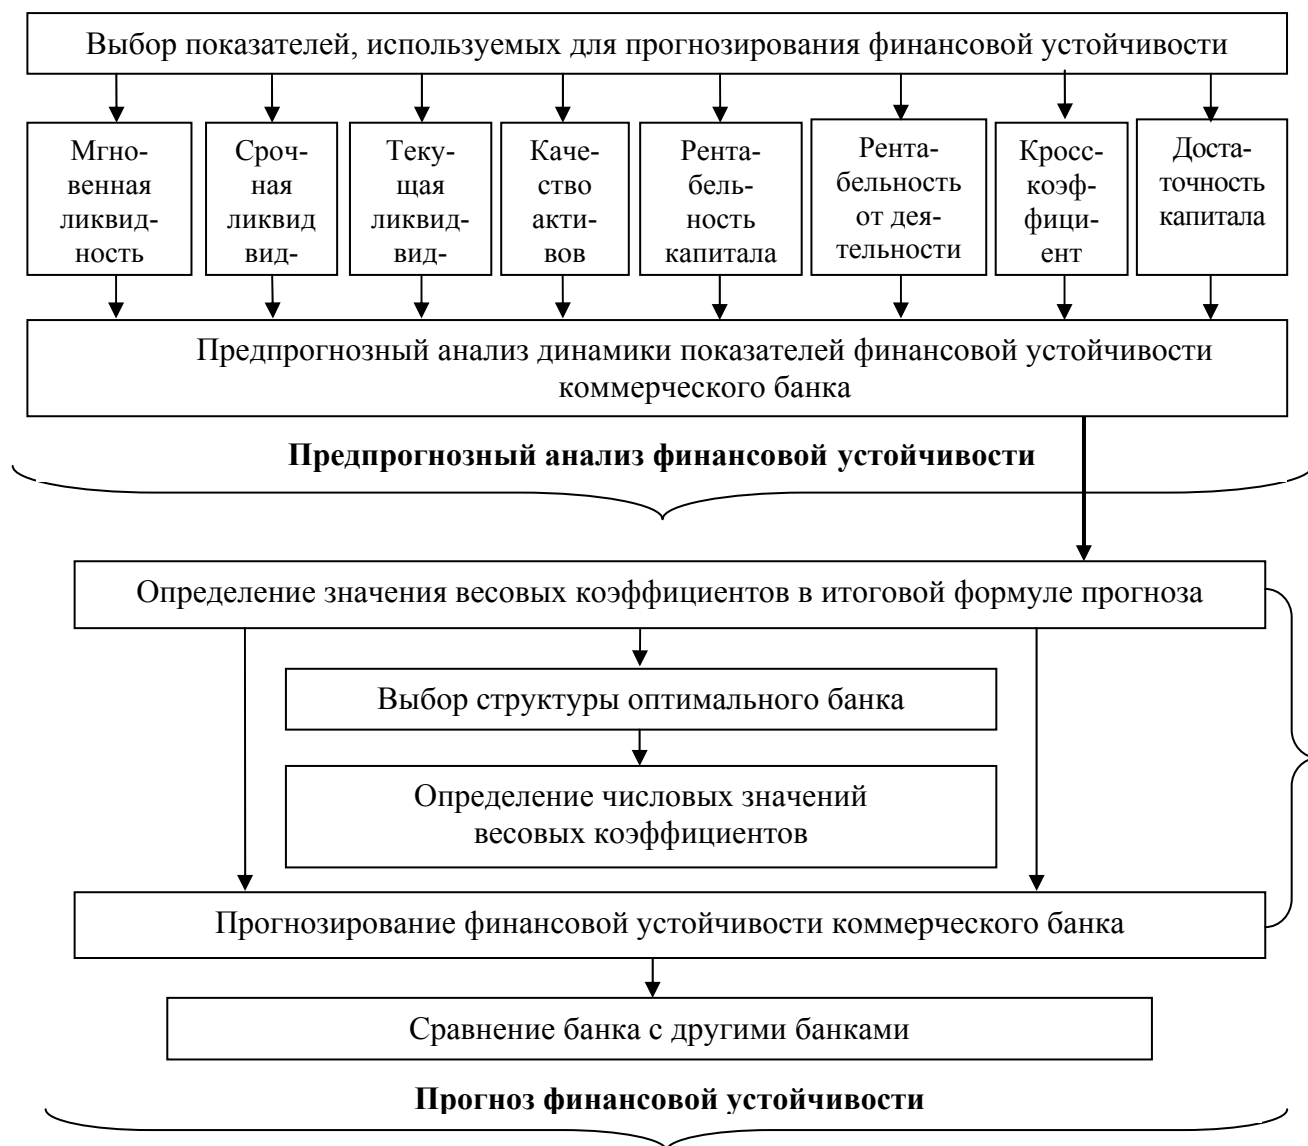 Выбор показателей, используемых для прогнозирования финансовой устойчивости
Мгно-
венная
ликвид-
ность
Сроч-
ная
ликвид
вид-
Теку-
щая
ликвид-
вид-
Каче-
ство
акти-
вов
Рента-
бель-
ность
капитала
Рента-
бельность
от дея-
тельности
Кросс-
коэф-
фици-
ент
Доста-
точность
капитала
Предпрогнозный анализ динамики показателей финансовой устойчивости
коммерческого банка
Предпрогнозный анализ финансовой устойчивости
Определение значения весовых коэффициентов в итоговой формуле прогноза
Выбор структуры оптимального банка
Определение числовых значений
весовых коэффициентов
Прогнозирование финансовой устойчивости коммерческого банка
Сравнение банка с другими банками
Прогноз финансовой устойчивости